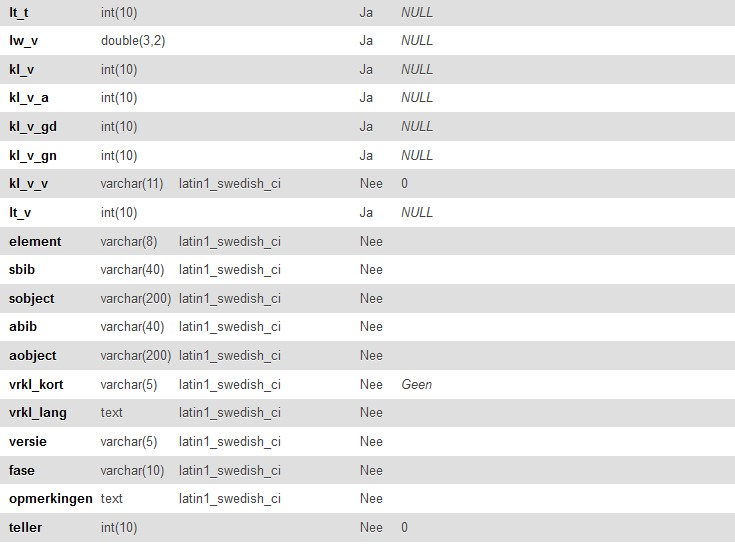 lt_t int(10) Ja NULL
lw_v double(3,2) Ja NULL
kl_v int(10) Ja NULL
kl_v_a int(10) Ja NULL
kl_v_gd int(10) Ja NULL
kl_v_gn int(10) Ja NULL
kl_v_v varchar(11) latin1_swedish_ci Nee 0
lt_v int(10) Ja NULL
element varchar(8) latin1_swedish_ci Nee
sbib varchar(40) latin1_swedish_ci Nee
sobject varchar(200) latin1_swedish_ci Nee
abib varchar(40) latin1_swedish_ci Nee
aobject varchar(200) latin1_swedish_ci Nee
vrkl_kort varchar(5) latin1_swedish_ci Nee Geen
vrkl_lang text latin1_swedish_ci Nee
versie varchar(5) latin1_swedish_ci Nee
fase varchar(10) latin1_swedish_ci Nee
opmerkingen text latin1_swedish_ci Nee
teller int(10) Nee 0